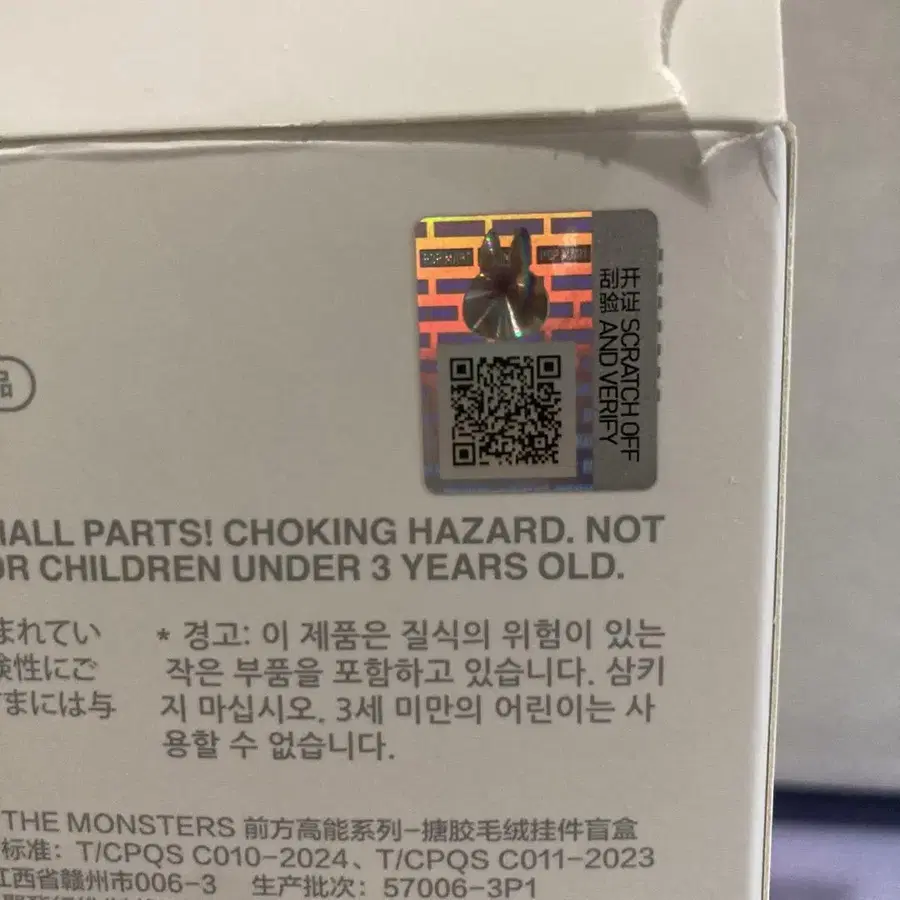 品
开 证 SCRATCH OFF
刮 验 AND VERIFY
ALL PARTS! CHOKING HAZARD. NOT
OR CHILDREN UNDER 3 YEARS OLD.
まれてい
険性にご
まには与
* 경고: 이 제품은 질식의 위험이 있는
작은 부품을 포함하고 있습니다. 삼키
지 마십시오. 3세 미만의 어린이는 사
용할 수 없습니다.
THE MONSTERS 前方高能系列-搪胶毛绒挂件盲盒
标准: T/CPQS C010-2024、T/CPQS C011-2023
江西省赣州市006-3 生产批次: 57006-3P1